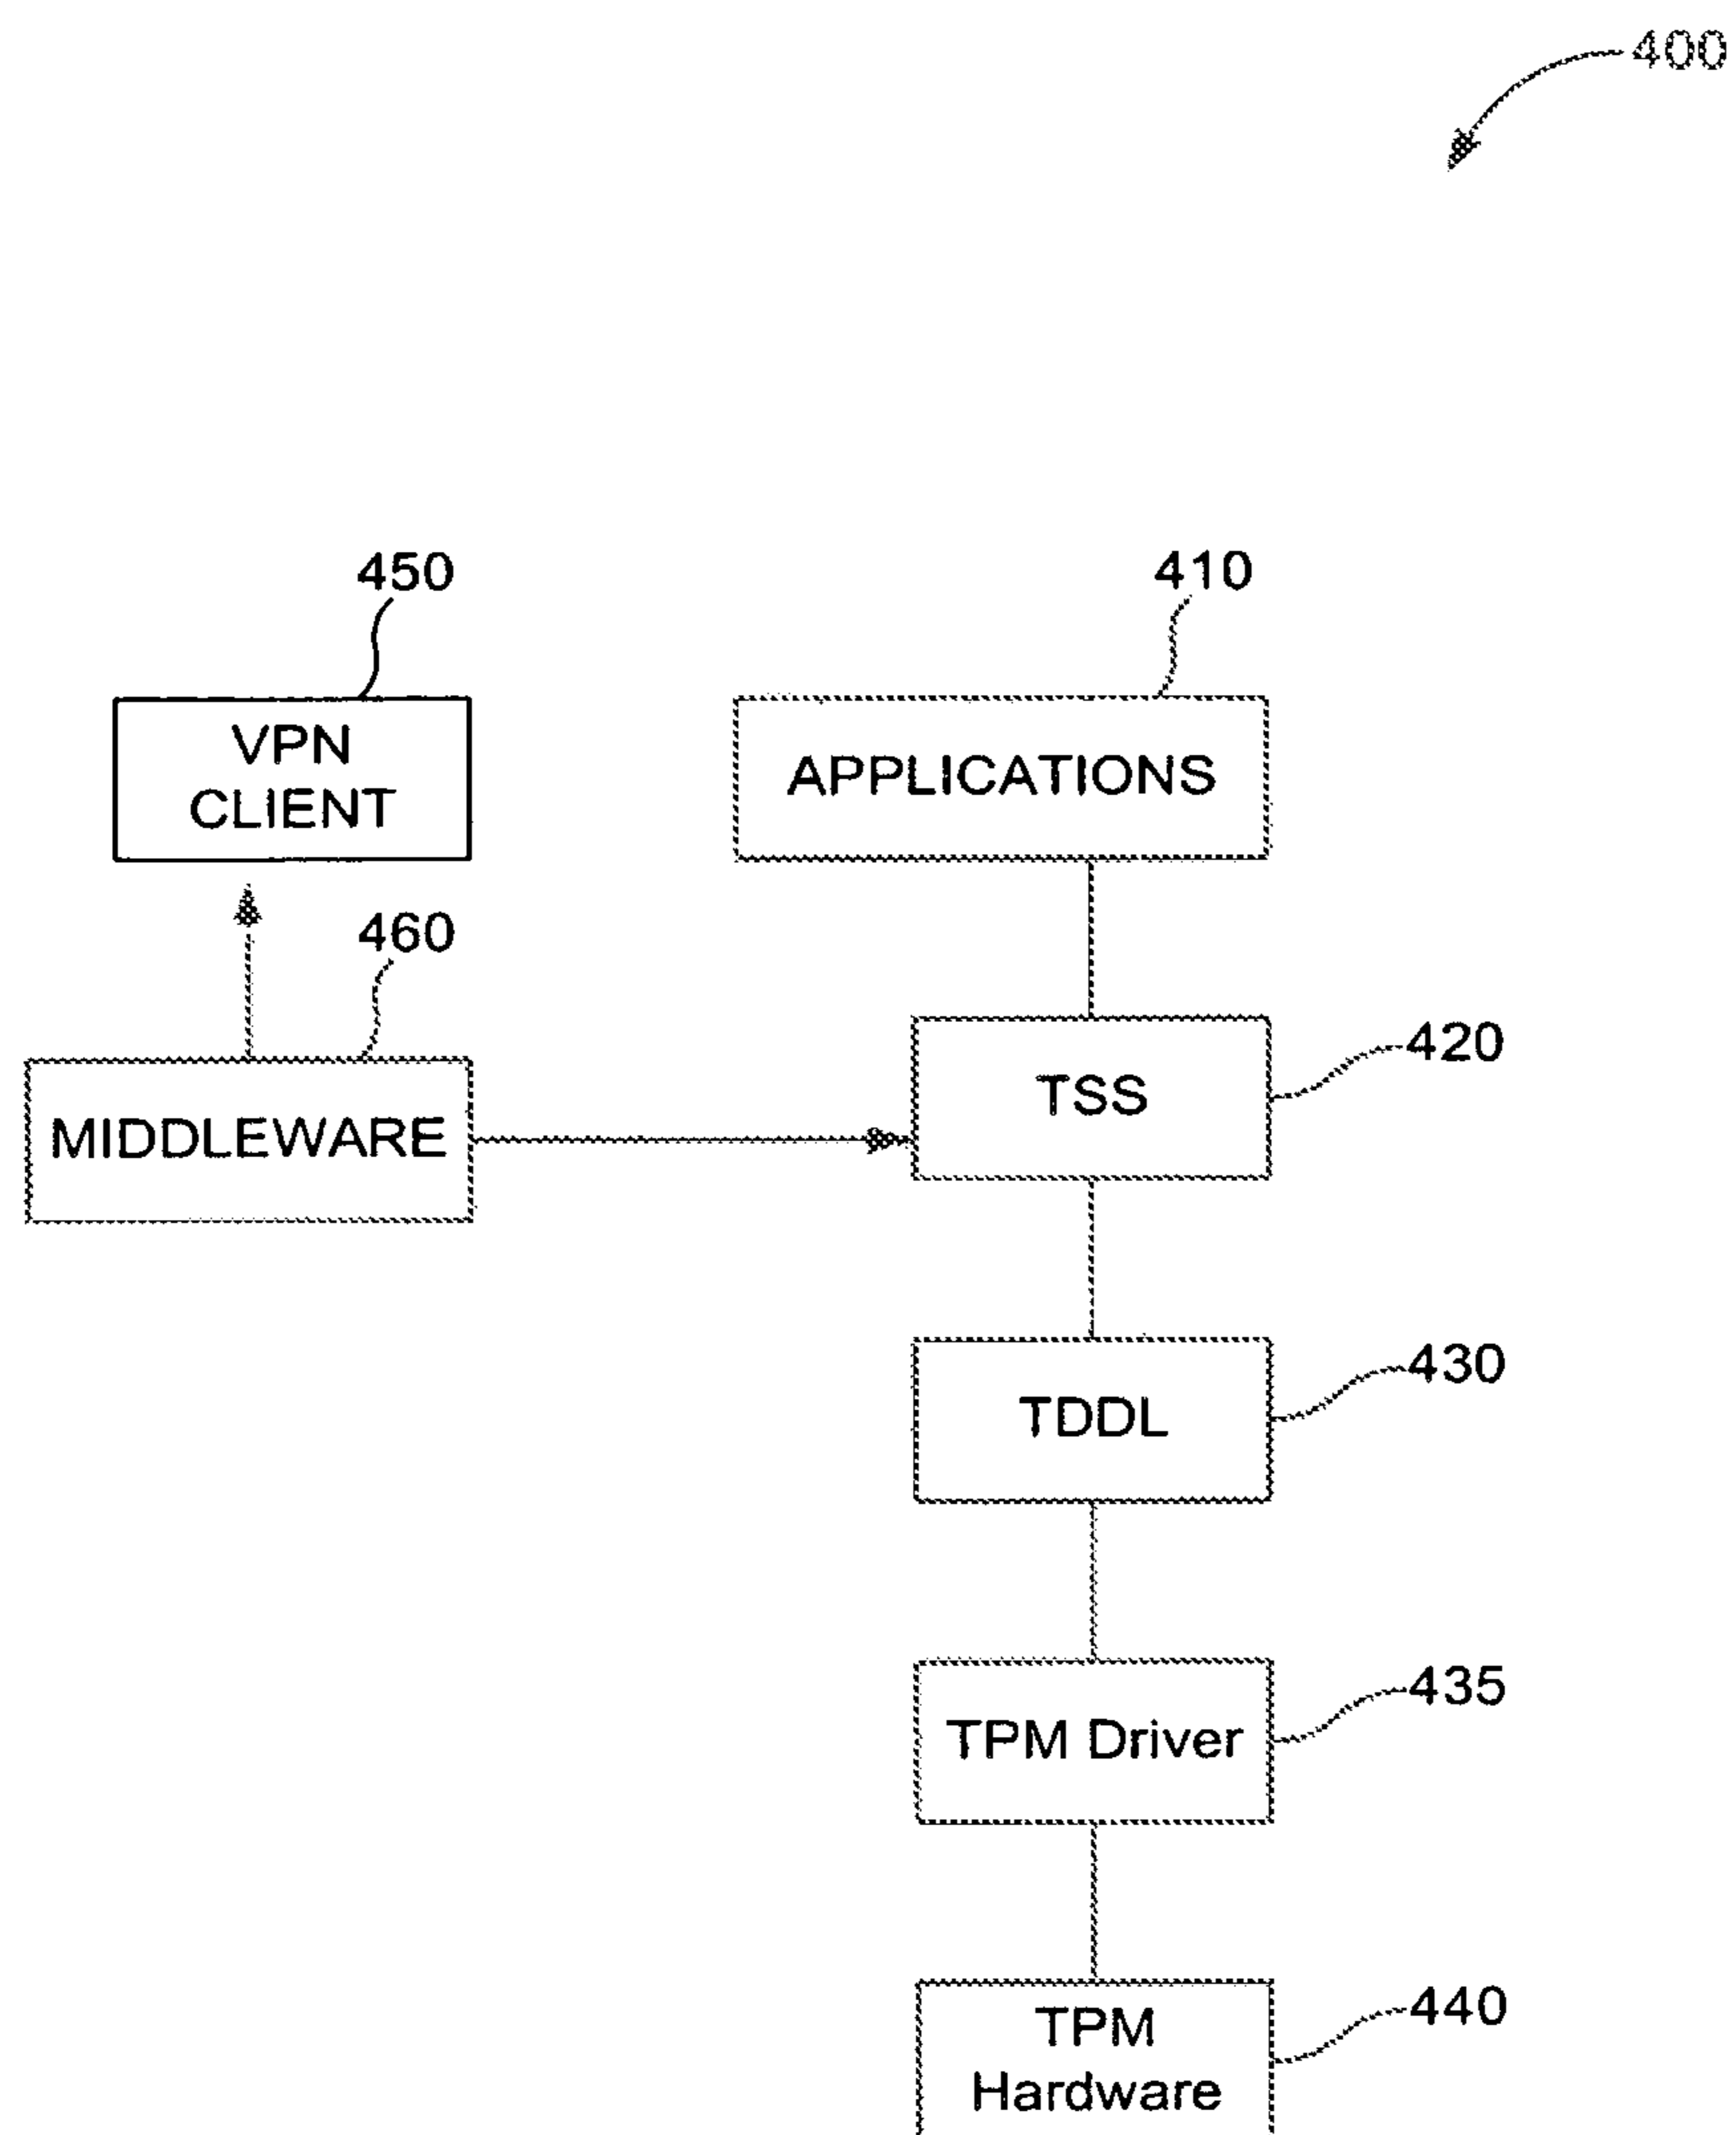 400
450
410
VPN
CLIENT
APPLICATIONS
460
420
TSS
MIDDLEWARE
430
TDDL
435
TPM Driver
440
TPM
Hardware